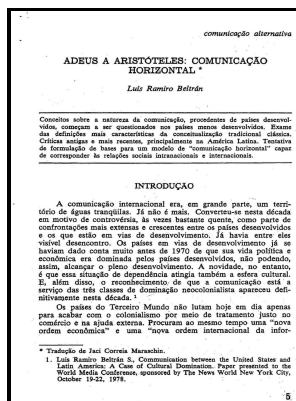 comunicação alternativa
ADEUS A ARISTÓTELES: COMUNICAÇÃO
HORIZONTAL *
Luis Ramiro Beltrán
Conceitos sobre a natureza da comunicação, procedentes de países desenvol-
vidos, começam a ser questionados nos países menos desenvolvidos. Exame
das definições mais características da conceitualização tradicional clássica.
Críticas antigas e mais recentes, principalmente na América Latina. Tentativa
de formulação de bases para um modelo de "comunicação horizontal" capaz
de corresponder às relações sociais intranacionais e internacionais.
INTRODUÇÃO
A comunicação internacional era, em grande parte, um terri-
tório de águas tranqüilas. Já não é mais. Converteu-se nesta década
em motivo de controvérsia, às vezes bastante quente, como parte de
confrontações mais extensas e crescentes entre os países desenvolvidos
e os que estão em vias de desenvolvimento. Já havia entre eles
visível desencontro. Os países em vias de desenvolvimento já se
haviam dado conta muito antes de 1970 de que sua vida política e
econômica era dominada pelos países desenvolvidos, não podendo,
assim, alcançar o pleno desenvolvimento. A novidade, no entanto,
é que essa situação de dependência atingia também a esfera cultural.
E, além disso, o reconhecimento de que a comunicação está a
serviço das três classes de dominação neocolonialista apareceu defi-
nitivamente nesta década. 1
Os países do Terceiro Mundo não lutam hoje em dia apenas
para acabar com o colonialismo por meio de tratamento justo no
comércio e na ajuda externa. Procuram ao mesmo tempo uma "nova
ordem econômica" e uma "nova ordem internacional da infor-
* Tradução de Jaci Correia Maraschin.
1. Luis Ramiro Beltrán S., Communication between the United States and
Latin America: A Case of Cultural Domination. Paper presented to the
World Media Conference, sponsored by The News World New York City,
October 19-22, 1978.
5